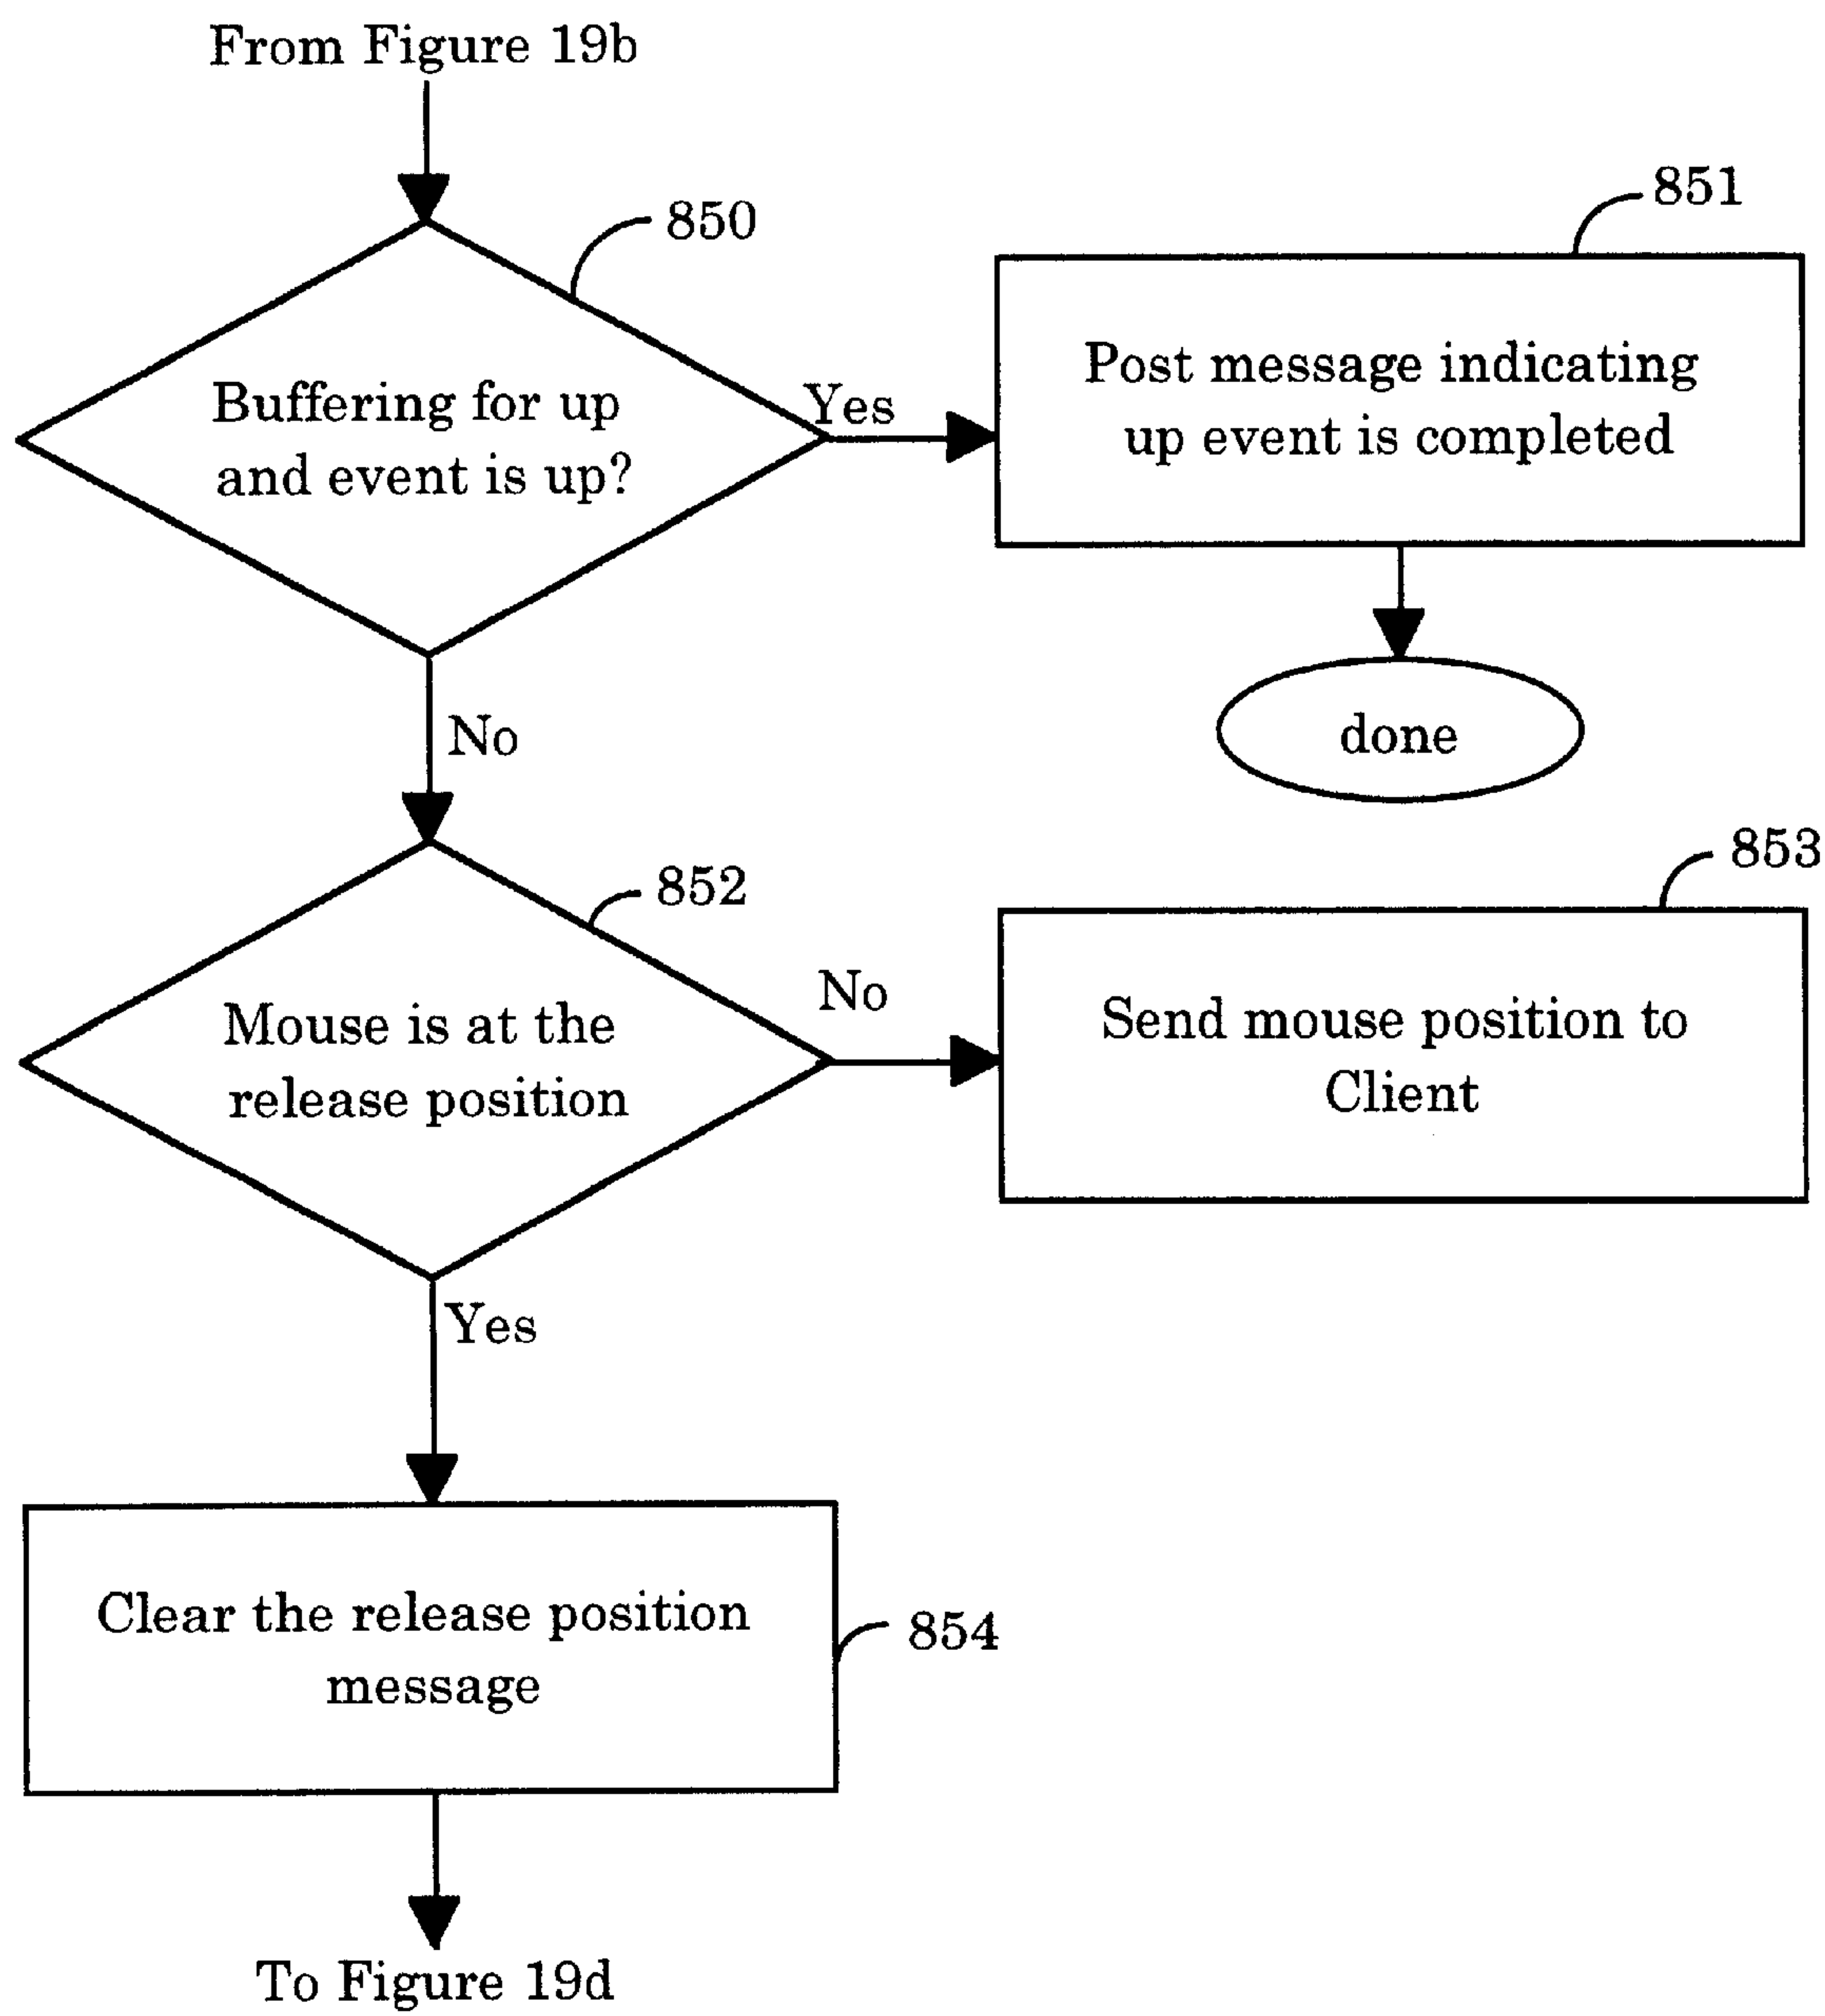 From Figure 19b
850
851
Buffering for up
and event is up?
Yes
Post message indicating
up event is completed
No
done
852
853
Mouse is at the
release position
No
Send mouse position to
Client
Yes
Clear the release position
message
854
To Figure 19d